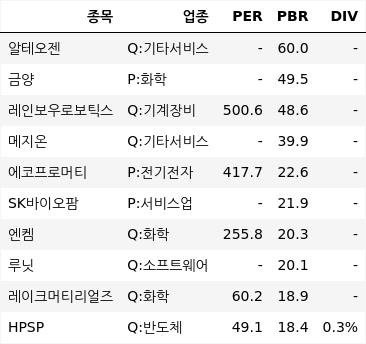 종목 업종 PER PBR DIV
알테오젠 Q:기타서비스 - 60.0 -
금양 P:화학 - 49.5 -
레인보우로보틱스 Q:기계장비 500.6 48.6 -
메지온 Q:기타서비스 - 39.9 -
에코프로머티 P:전기전자 417.7 22.6 -
SK바이오팜 P:서비스업 - 21.9 -
엔켐 Q:화학 255.8 20.3 -
루닛 Q:소프트웨어 - 20.1 -
레이크머티리얼즈 Q:화학 60.2 18.9 -
HPSP Q:반도체 49.1 18.4 0.3%